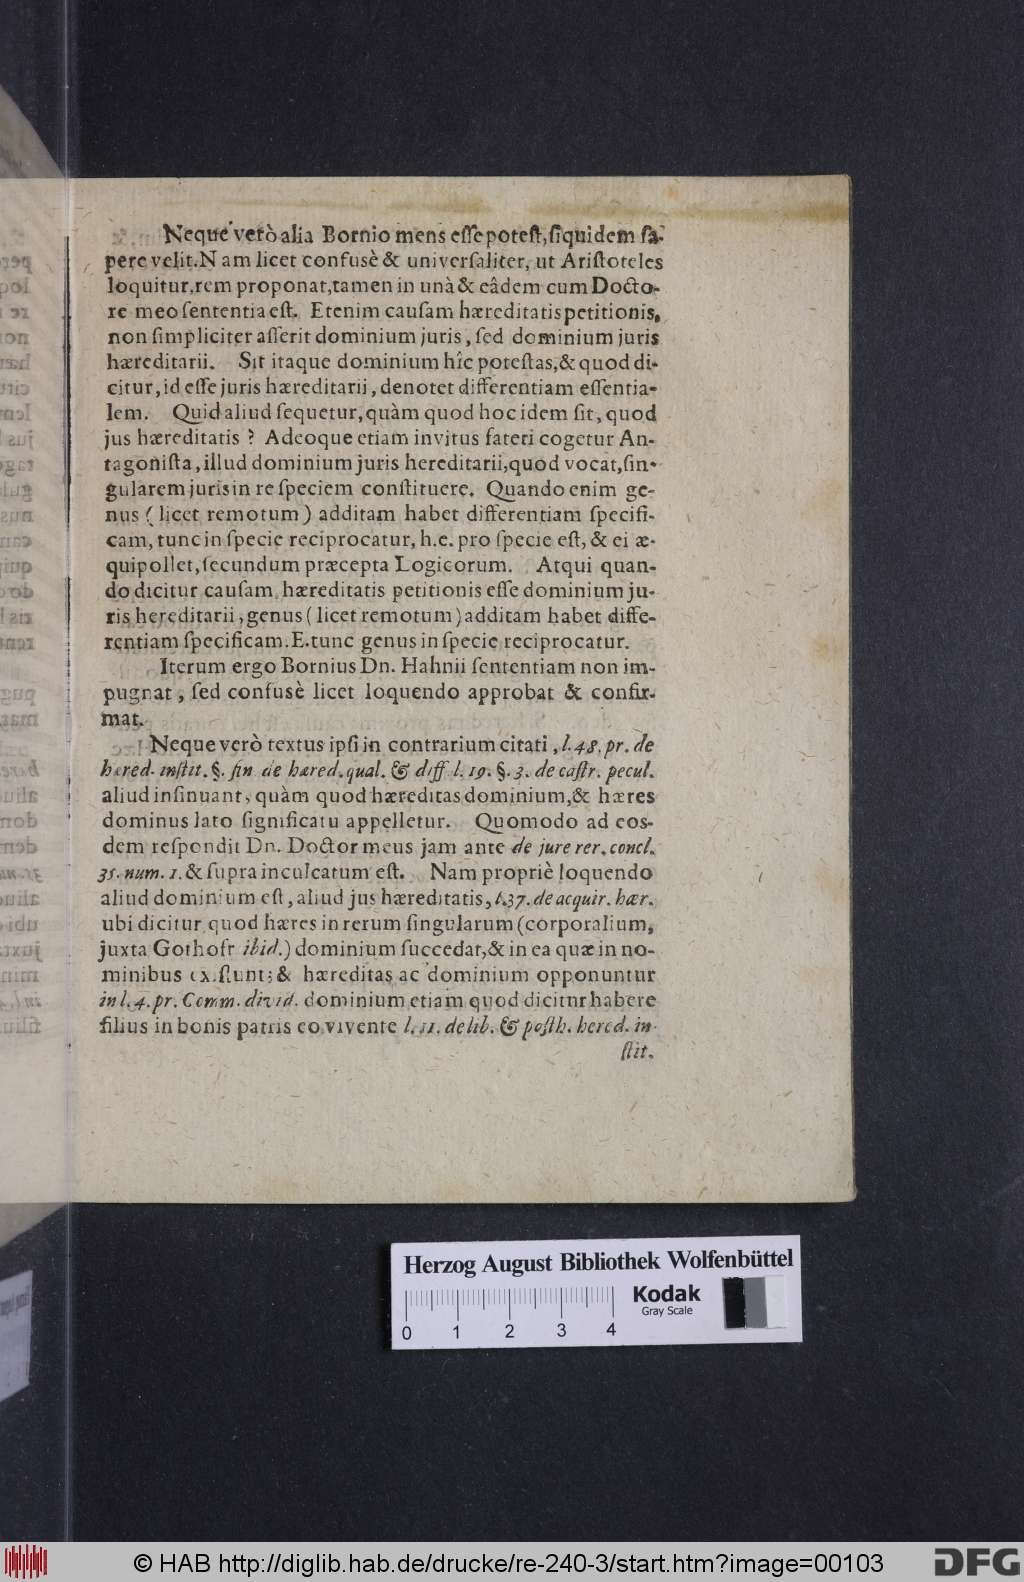 Neque verò alia Bornio mens eſſe poteſt, ſiquidem ſa-
pere velit. Nam licet confusè & univerſaliter, ut Ariſtoteles
loquitur, rem proponat, tamen in unà & eâdem cum Docto-
re meo ſententia eſt. Etenim cauſam hæreditatis petitionis,
non ſimpliciter aſſerit dominium juris, ſed dominium juris
hæreditarii. Sit itaque dominium hîc poteſtas, & quod di-
citur, id eſſe juris hæreditarii, denotet differentiam eſſentia-
lem. Quid aliud ſequetur, quàm quod hoc idem ſit, quod
jus hæreditatis? Adeoque etiam invitus fateri cogetur An-
tagoniſta, illud dominium juris hereditarii, quod vocat, ſin-
gularem juris in re ſpeciem conſtituere. Quando enim ge-
nus (licet remotum) additam habet differentiam ſpecifi-
cam, tunc in ſpecie reciprocatur, h.e. pro ſpecie eſt, & ei æ-
quipollet, ſecundum præcepta Logicorum. Atqui quan-
do dicitur cauſam hæreditatis petitionis eſſe dominium ju-
ris hereditarii, genus (licet remotum) additam habet diffe-
rentiam ſpecificam. E. tunc genus in ſpecie reciprocatur.
Iterum ergo Bornius Dn. Hahnii ſententiam non im-
pugnat, ſed confusè licet loquendo approbat & confir-
mat.
Neque verò textus ipſi in contrarium citati, l. 48. pr. de
hered. inſtit. §. fin de hæred. qual. & diff. l. 19. §. 3. de caſtr. pecul.
aliud inſinuant, quàm quod hæreditas dominium, & hæres
dominus lato ſignificatu appelletur. Quomodo ad eos-
dem reſpondit Dn. Doctor meus jam ante de jure rer. concl.
35. num. 1. & ſupra inculcatum eſt. Nam propriè loquendo
aliud dominium eſt, aliud jus hæreditatis, l. 37. de acquir. hær.
ubi dicitur quod hæres in rerum ſingularum (corporalium,
juxta Gothofr ibid.) dominium ſuccedat, & in ea quæ in no-
minibus exiſtunt; & hæreditas ac dominium opponuntur
in l. 4. pr. Comm. divid. dominium etiam quod dicitnr habere
filius in bonis patris eo vivente l. 11. de lib. & poſth. hered. in-
ſtit.
Herzog August Bibliothek Wolfenbüttel
Kodak
Gray Scale
0 1 2 3 4
© HAB http://diglib.hab.de/drucke/re-240-3/start.htm?image=00103
DFG